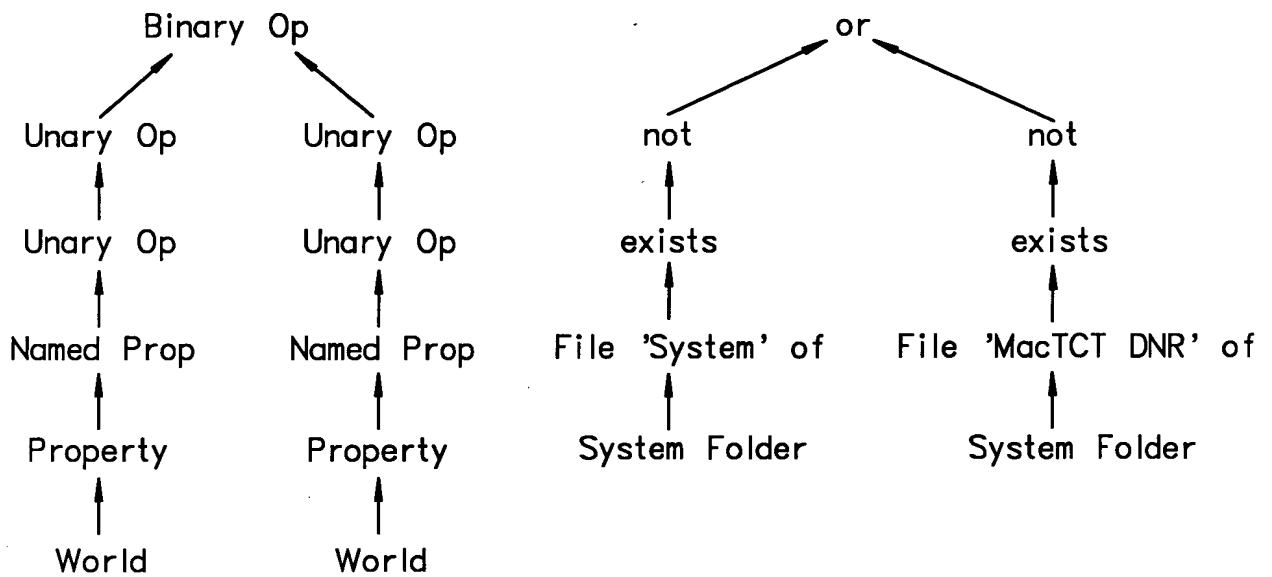 Binary Op or
Unary Op Unary Op not not
Unary Op Unary Op exists exists
Named Prop Named Prop File 'System' of File 'MacTCT DNR' of
Property Property System Folder System Folder
World World